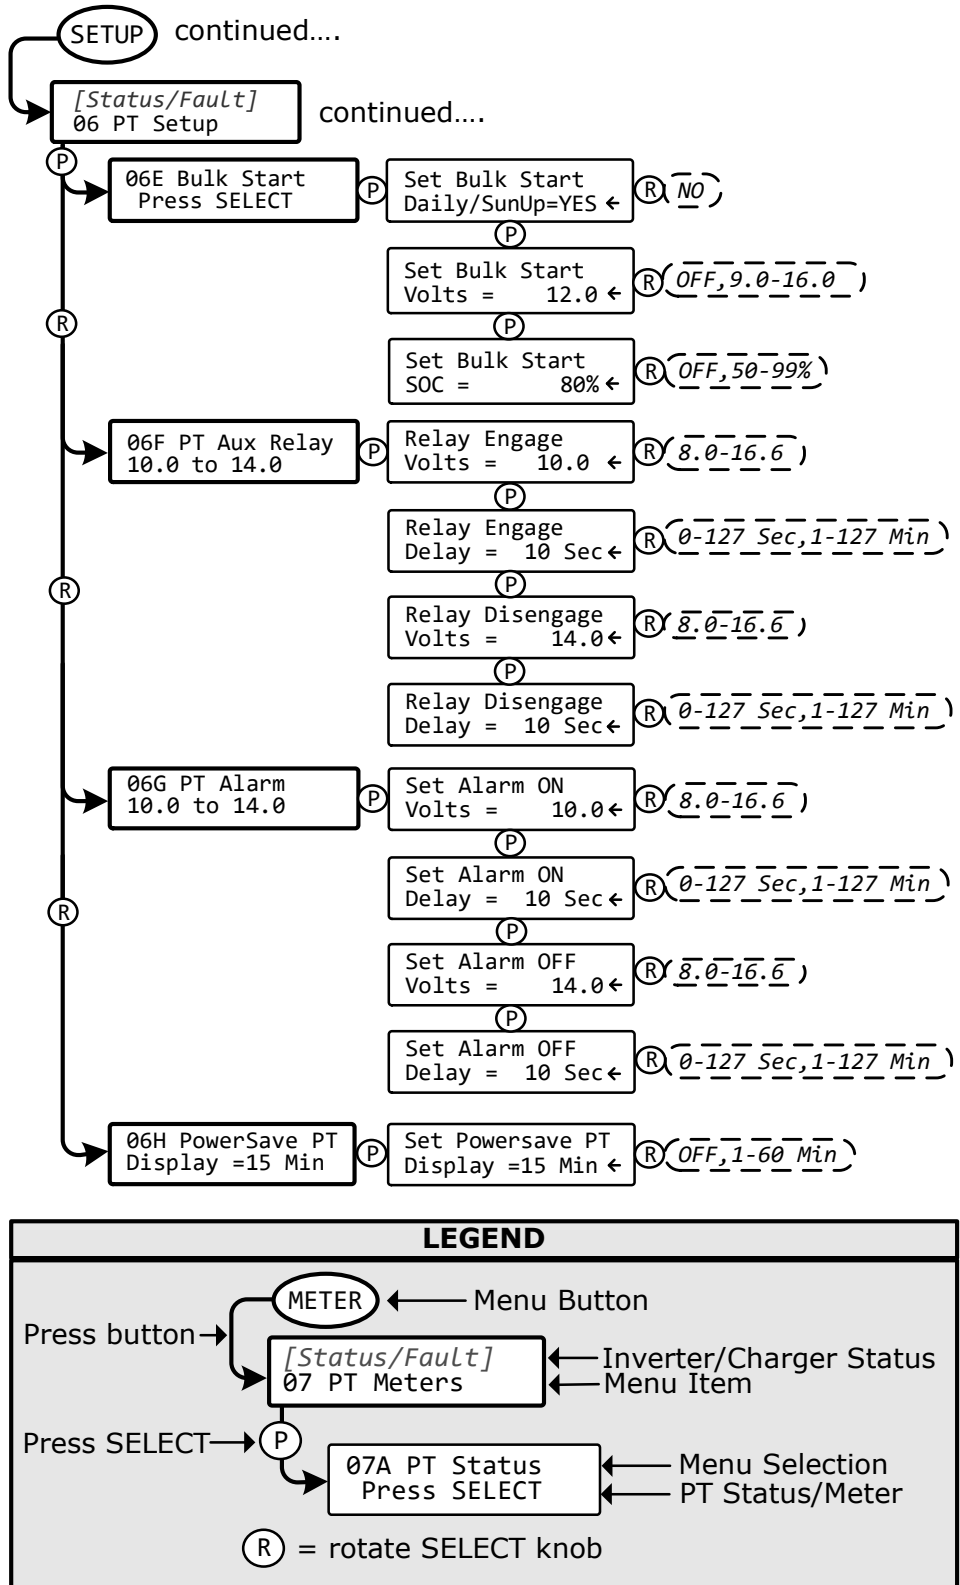 SETUP continued....
[Status/Fault]
06 PT Setup
continued....
P
06E Bulk Start
Press SELECT
P
Set Bulk Start
Daily/SunUp=YES ←
R NO
P
Set Bulk Start
Volts = 12.0 ←
R OFF,9.0-16.0
R
P
Set Bulk Start
SOC = 80% ←
R OFF,50-99%
06F PT Aux Relay
10.0 to 14.0
P
Relay Engage
Volts = 10.0 ←
R 8.0-16.6
P
Relay Engage
Delay = 10 Sec ←
R 0-127 Sec,1-127 Min
R
P
Relay Disengage
Volts = 14.0 ←
R 8.0-16.6
P
Relay Disengage
Delay = 10 Sec ←
R 0-127 Sec,1-127 Min
06G PT Alarm
10.0 to 14.0
P
Set Alarm ON
Volts = 10.0 ←
R 8.0-16.6
P
Set Alarm ON
Delay = 10 Sec ←
R 0-127 Sec,1-127 Min
R
P
Set Alarm OFF
Volts = 14.0 ←
R 8.0-16.6
P
Set Alarm OFF
Delay = 10 Sec ←
R 0-127 Sec,1-127 Min
06H PowerSave PT
Display =15 Min
P
Set Powersave PT
Display =15 Min ←
R OFF,1-60 Min
LEGEND
METER
Menu Button
Press button
[Status/Fault]
07 PT Meters
Inverter/Charger Status
Menu Item
Press SELECT
P
07A PT Status
Press SELECT
Menu Selection
PT Status/Meter
R = rotate SELECT knob